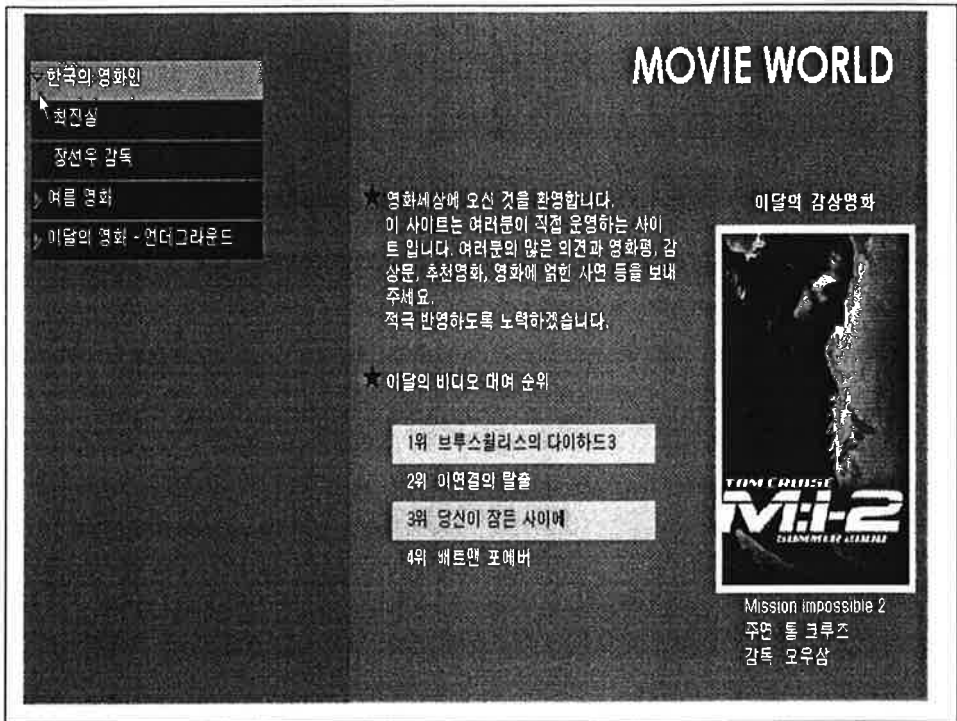 MOVIE WORLD
한국의 영화인
최진실
장선우 감독
여름 영화
이달의 영화 - 언더그라운드
영화세상에 오신 것을 환영합니다.
이 사이트는 여러분이 직접 운영하는 사이
트 입니다. 여러분의 많은 의견과 영화평, 감
상문, 추천영화, 영화에 얽힌 사연 등을 보내
주세요.
적극 반영하도록 노력하겠습니다.
이달의 비디오 대여 순위
1위 브루스윌리스의 다이하드3
2위 이연결의 탈출
3위 당신이 잠든 사이에
4위 배트맨 포에버
이달의 감상영화
TOM CRUISE
M:I-2
Mission Impossible 2
주연 톰 크루즈
감독 오우삼